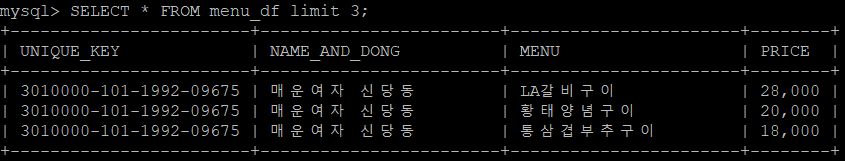 mysql> SELECT * FROM menu_df limit 3;
+------------------------+------------------------+------------------------+--------+
| UNIQUE_KEY | NAME_AND_DONG | MENU | PRICE |
+------------------------+------------------------+------------------------+--------+
| 3010000-101-1992-09675 | 매운여자 신당동 | LA갈비구이 | 28,000 |
| 3010000-101-1992-09675 | 매운여자 신당동 | 황태양념구이 | 20,000 |
| 3010000-101-1992-09675 | 매운여자 신당동 | 통삼겹부추구이 | 18,000 |
+------------------------+------------------------+------------------------+--------+